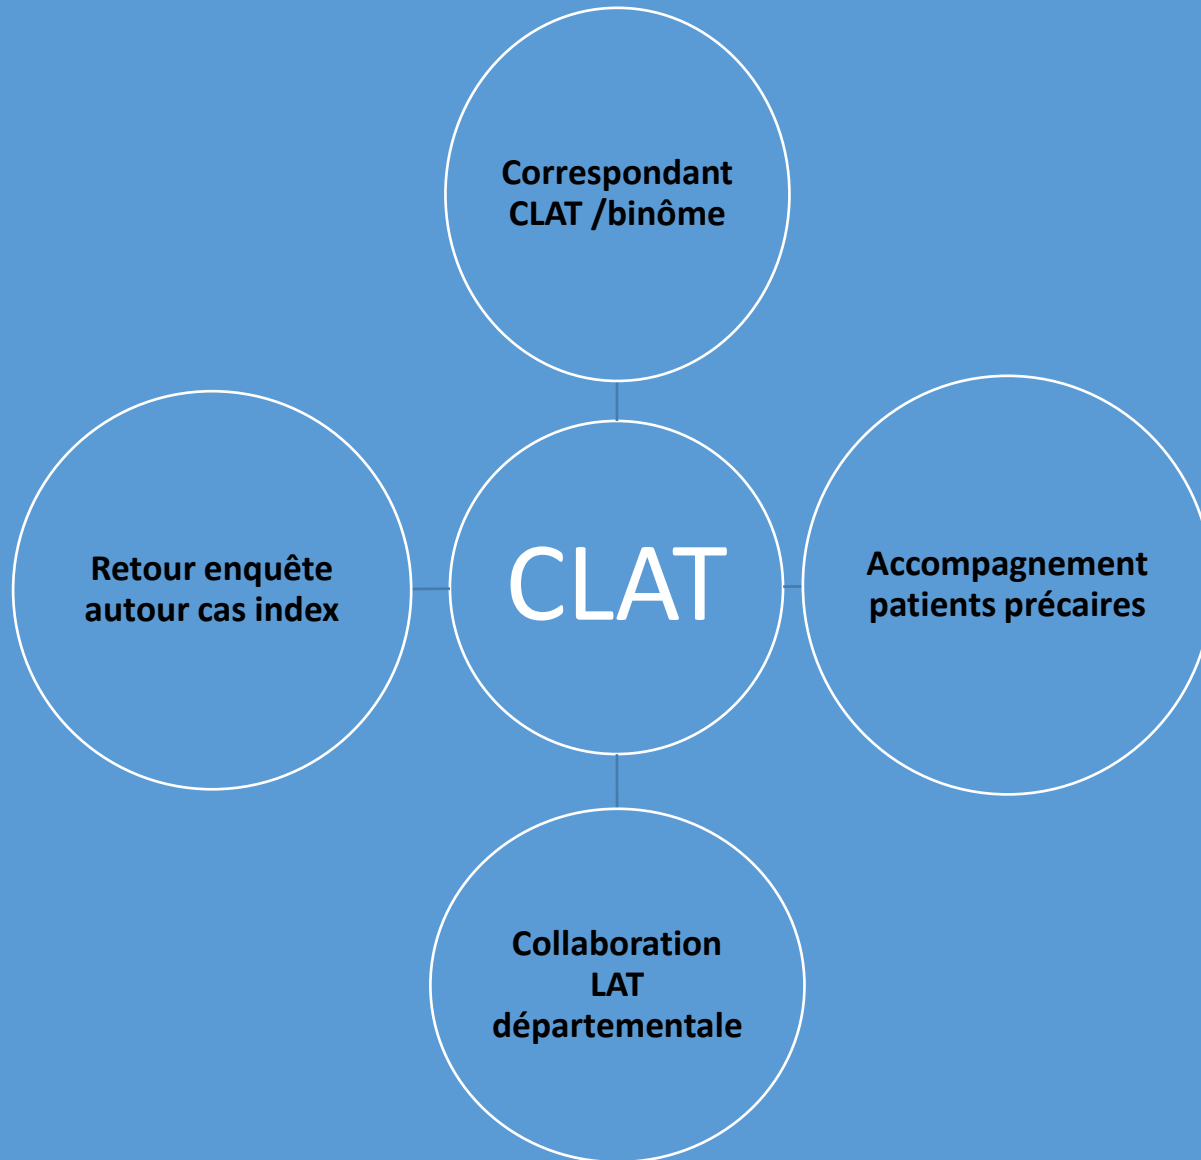 Correspondant
CLAT /binôme
Retour enquête
autour cas index
CLAT
Accompagnement
patients précaires
Collaboration
LAT
départementale